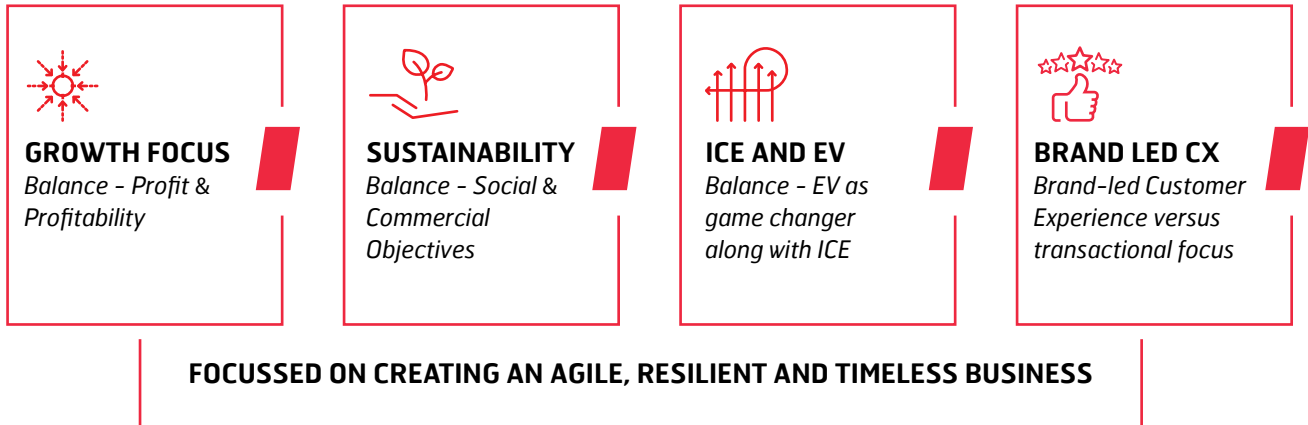 GROWTH FOCUS
Balance - Profit &
Profitability
SUSTAINABILITY
Balance - Social &
Commercial
Objectives
ICE AND EV
Balance - EV as
game changer
along with ICE
BRAND LED CX
Brand-led Customer
Experience versus
transactional focus
FOCUSSED ON CREATING AN AGILE, RESILIENT AND TIMELESS BUSINESS